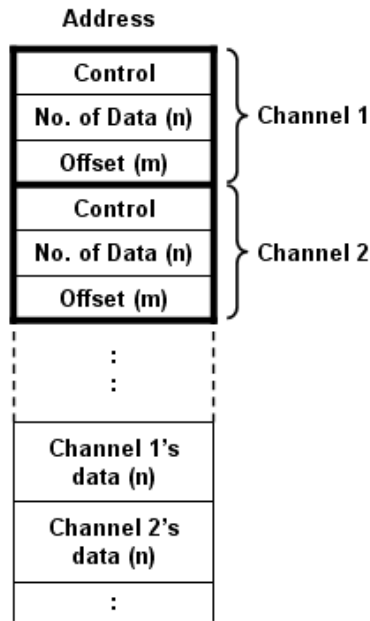 Address
Control
No. of Data (n)
Offset (m)
Channel 1
Control
No. of Data (n)
Offset (m)
Channel 2
:
:
Channel 1's
data (n)
Channel 2's
data (n)
: